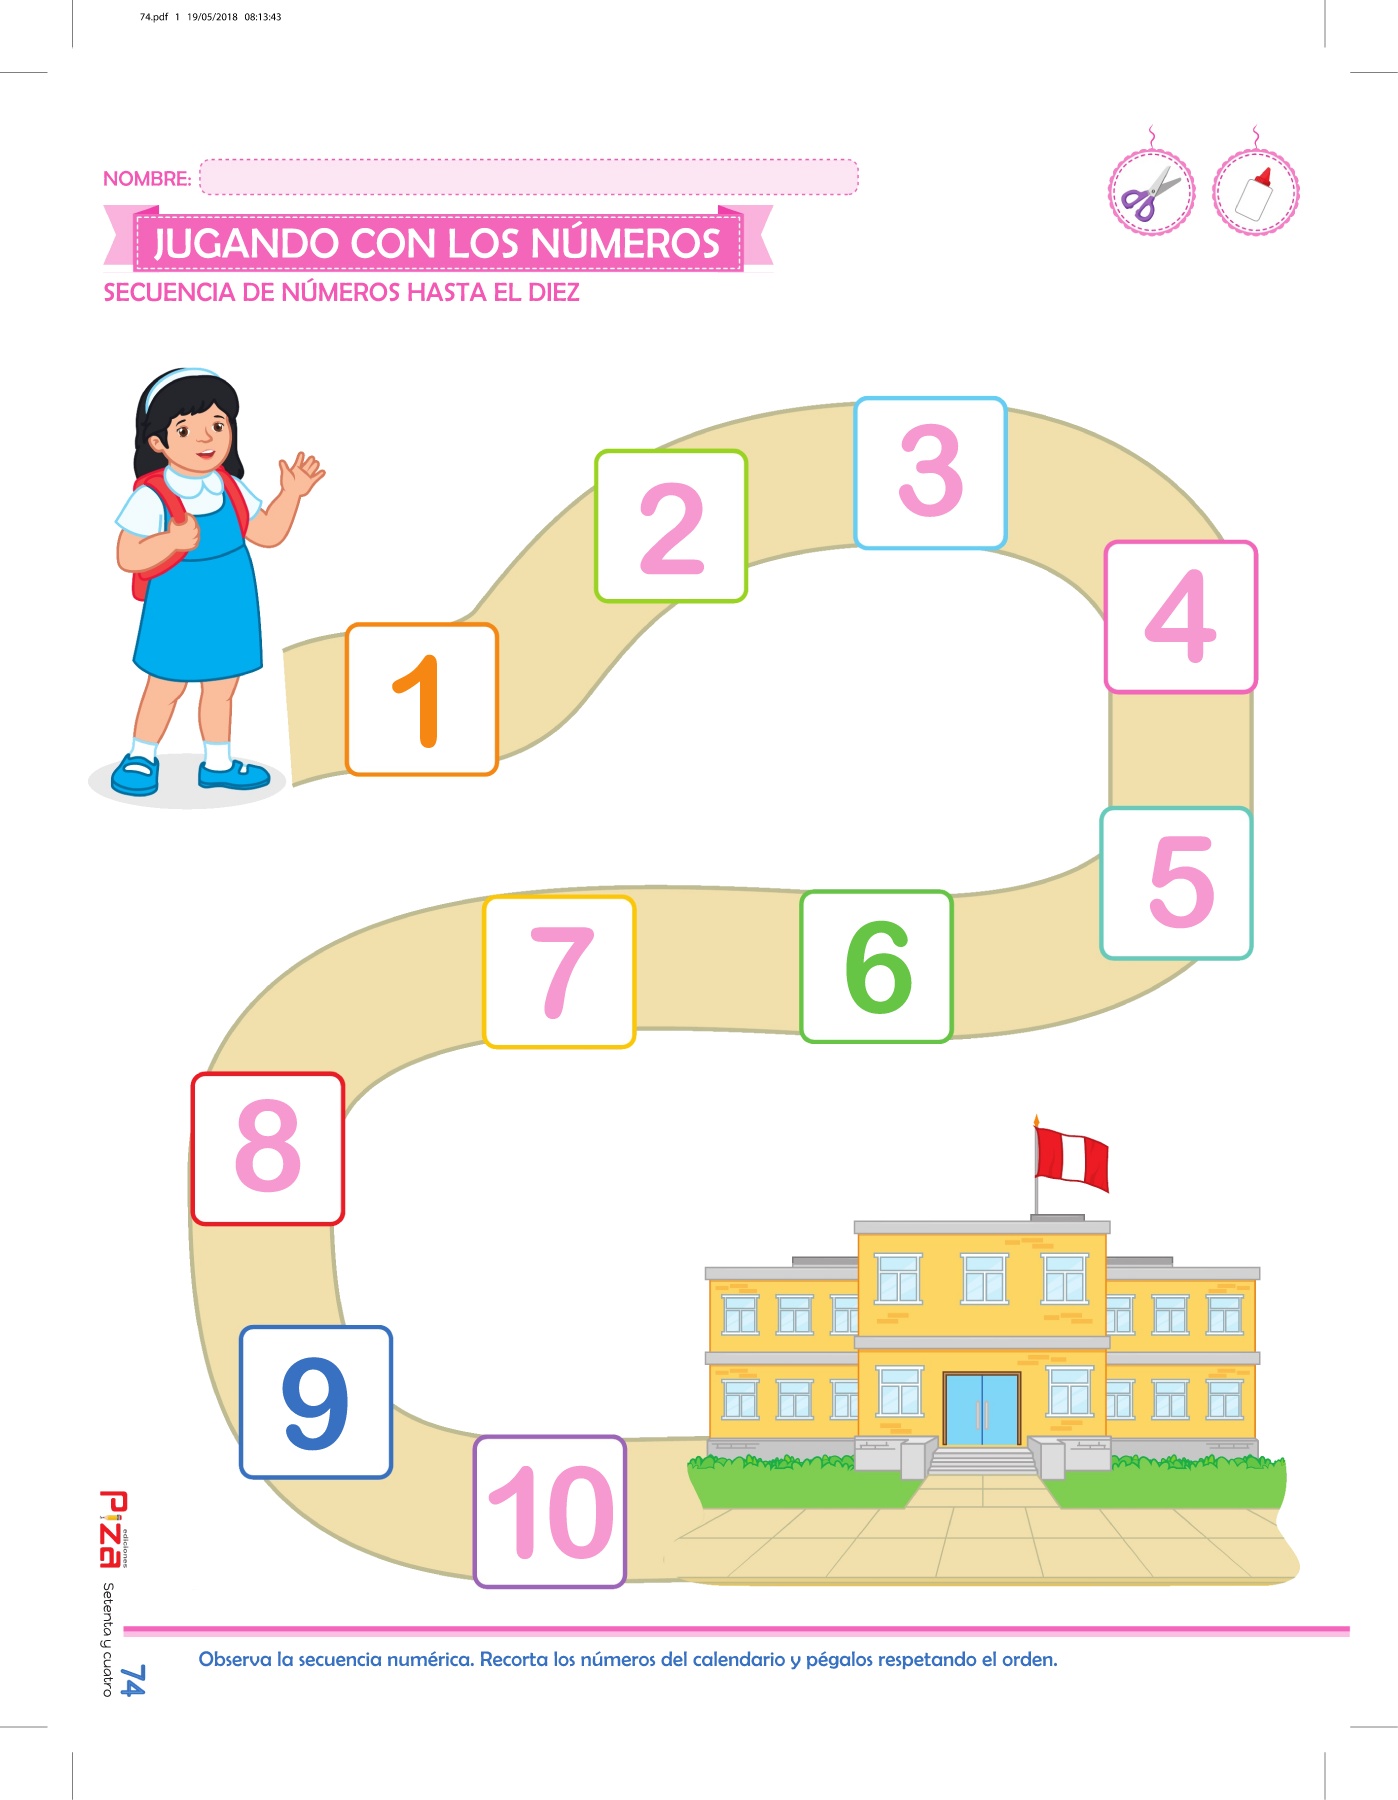 74.pdf 1 19/05/2018 08:13:43
NOMBRE:
JUGANDO CON LOS NÚMEROS
SECUENCIA DE NÚMEROS HASTA EL DIEZ
1
2
3
4
5
6
7
8
9
10
Piza
ediciones
Setenta y cuatro
74
Observa la secuencia numérica. Recorta los números del calendario y pégalos respetando el orden.